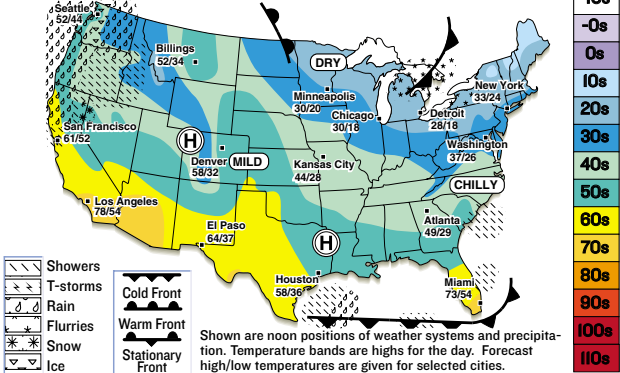 Seattle
52/44
Billings
52/34
DRY
Minneapolis
30/20
Chicago
30/18
New York
33/24
Detroit
28/18
Washington
37/26
San Francisco
61/52
H
Denver
58/32
MILD
Kansas City
44/28
CHILLY
Los Angeles
78/54
El Paso
64/37
H
Atlanta
49/29
Houston
58/36
Miami
73/54
Showers
T-storms
Rain
Flurries
Snow
Ice
Cold Front
Warm Front
Stationary
Front
Shown are noon positions of weather systems and precipita-
tion. Temperature bands are highs for the day. Forecast
high/low temperatures are given for selected cities.
-0s
0s
10s
20s
30s
40s
50s
60s
70s
80s
90s
100s
110s